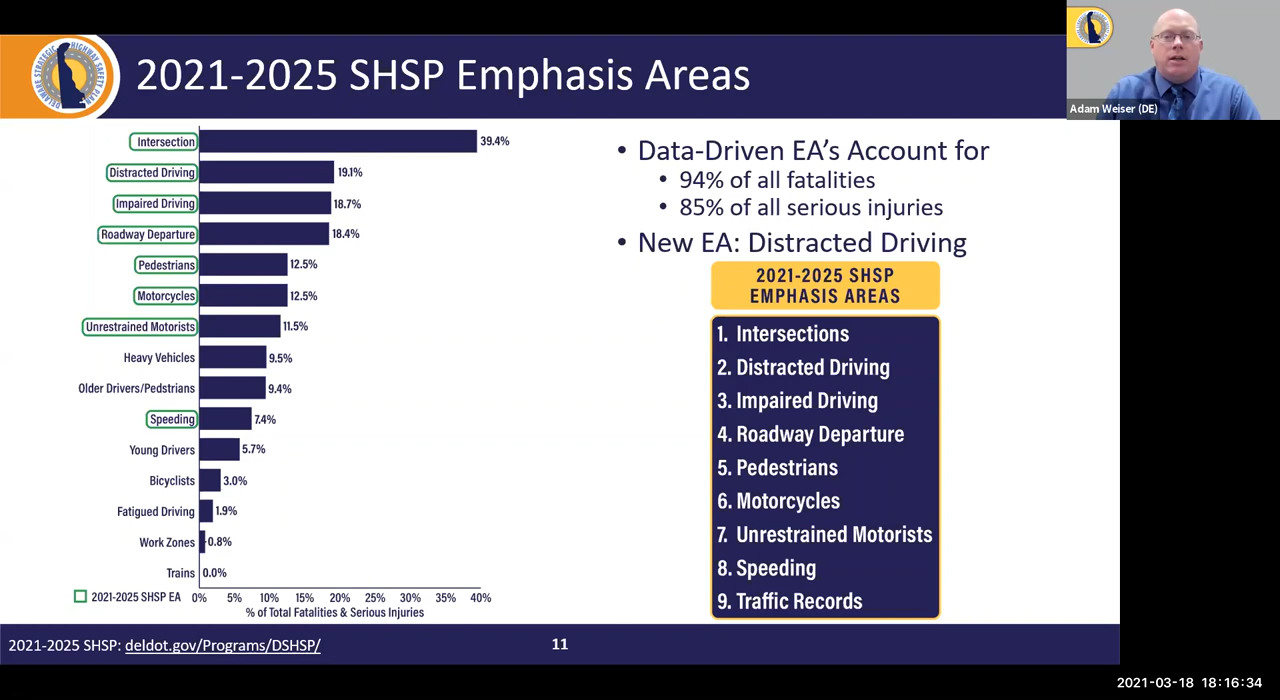 2021-2025 SHSP Emphasis Areas
DELAWARE STRATEGIC HIGHWAY SAFETY PLAN
Adam Weiser (DE)
Intersection 39.4%
Distracted Driving 19.1%
Impaired Driving 18.7%
Roadway Departure 18.4%
Pedestrians 12.5%
Motorcycles 12.5%
Unrestrained Motorists 11.5%
Heavy Vehicles 9.5%
Older Drivers/Pedstrians 9.4%
Speeding 7.4%
Young Drivers 5.7%
Bicyclists 3.0%
Fatigued Driving 1.9%
Work Zones 0.8%
Trains 0.0%
2021-2025 SHSP EA 0% 5% 10% 15% 20% 25% 30% 35% 40%
% of Total Fatalities & Serious Injuries
• Data-Driven EA’s Account for
• 94% of all fatalities
• 85% of all serious injuries
• New EA: Distracted Driving
2021-2025 SHSP
EMPHASIS AREAS
1. Intersections
2. Distracted Driving
3. Impaired Driving
4. Roadway Departure
5. Pedestrians
6. Motorcycles
7. Unrestrained Motorists
8. Speeding
9. Traffic Records
2021-2025 SHSP: deldot.gov/Programs/DSHSP/
11
2021-03-18 18:16:34